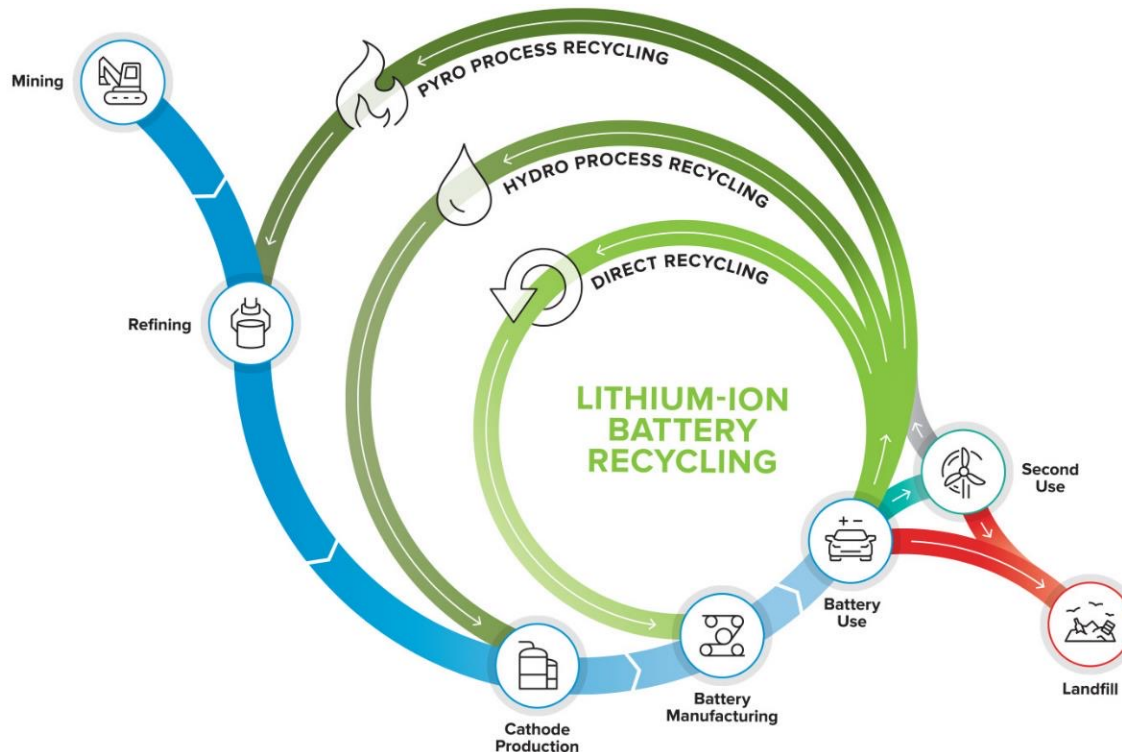 Mining
PYRO PROCESS RECYCLING
HYDRO PROCESS RECYCLING
DIRECT RECYCLING
Refining
LITHIUM-ION
BATTERY
RECYCLING
Second
Use
+ −
Battery
Use
Landfill
Battery
Manufacturing
Cathode
Production